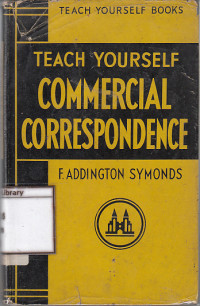 TEACH YOURSELF BOOKS
TEACH YOURSELF
COMMERCIAL
CORRESPONDENCE
F. ADDINGTON SYMONDS
library